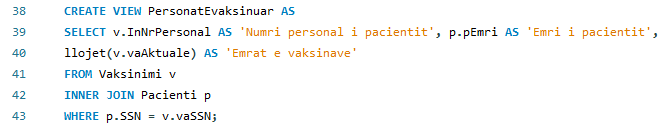 38 CREATE VIEW PersonatEvaksinuar AS
39 SELECT v.InNrPersonal AS 'Numri personal i pacientit', p.pEmri AS 'Emri i pacientit',
40 llojet(v.vaAktuale) AS 'Emrat e vaksinave'
41 FROM Vaksinimi v
42 INNER JOIN Pacienti p
43 WHERE p.SSN = v.vaSSN;